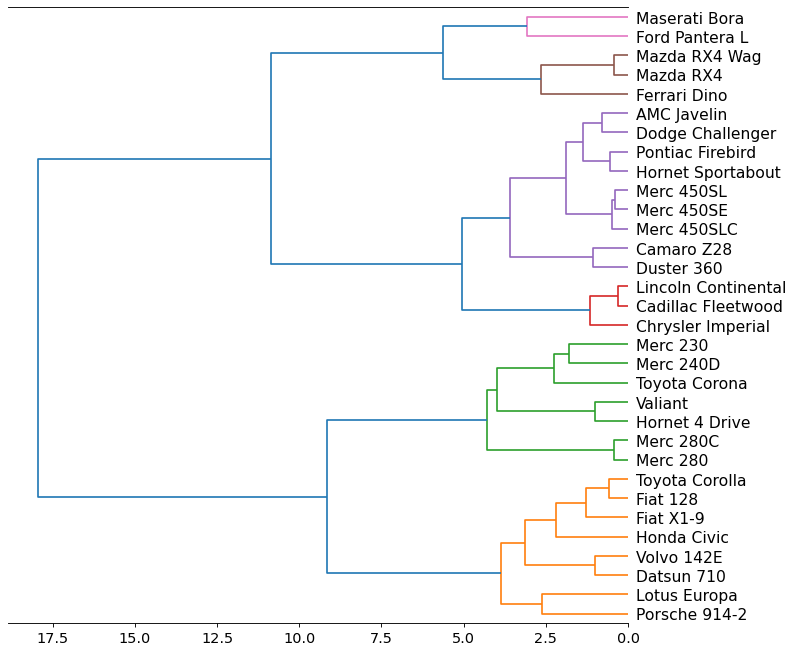 Maserati Bora
Ford Pantera L
Mazda RX4 Wag
Mazda RX4
Ferrari Dino
AMC Javelin
Dodge Challenger
Pontiac Firebird
Hornet Sportabout
Merc 450SL
Merc 450SE
Merc 450SLC
Camaro Z28
Duster 360
Lincoln Continental
Cadillac Fleetwood
Chrysler Imperial
Merc 230
Merc 240D
Toyota Corona
Valiant
Hornet 4 Drive
Merc 280C
Merc 280
Toyota Corolla
Fiat 128
Fiat X1-9
Honda Civic
Volvo 142E
Datsun 710
Lotus Europa
Porsche 914-2
17.5 15.0 12.5 10.0 7.5 5.0 2.5 0.0